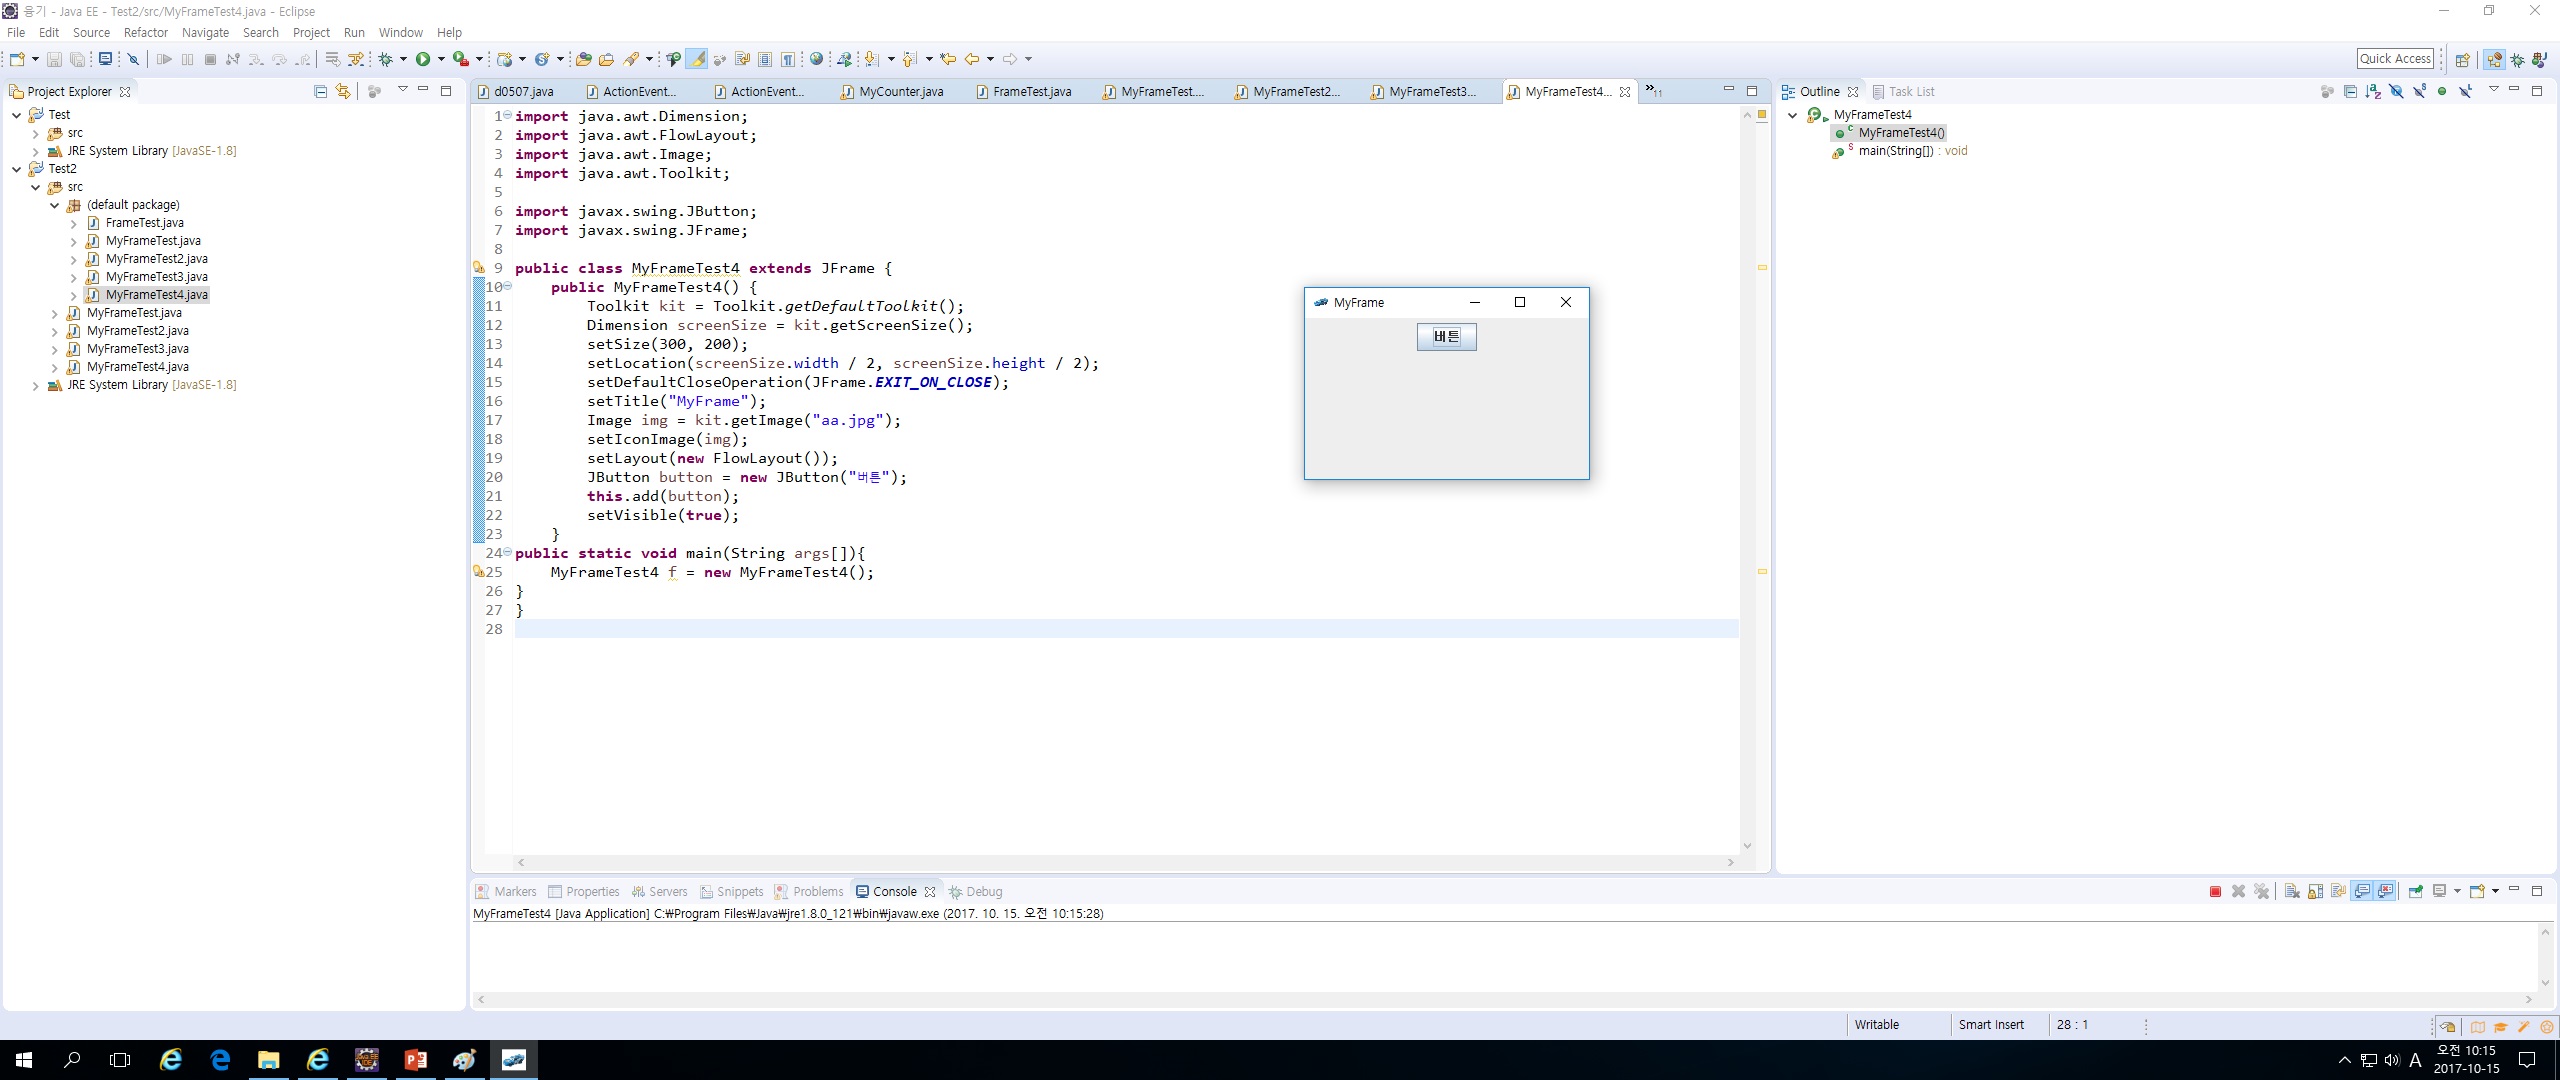 용기 - Java EE - Test2/src/MyFrameTest4.java - Eclipse
File Edit Source Refactor Navigate Search Project Run Window Help
Quick Access
Project Explorer
Test
src
JRE System Library [JavaSE-1.8]
Test2
src
(default package)
FrameTest.java
MyFrameTest.java
MyFrameTest2.java
MyFrameTest3.java
MyFrameTest4.java
MyFrameTest.java
MyFrameTest2.java
MyFrameTest3.java
MyFrameTest4.java
JRE System Library [JavaSE-1.8]
d0507.java ActionEvent... ActionEvent... MyCounter.java FrameTest.java MyFrameTest.... MyFrameTest2... MyFrameTest3... MyFrameTest4... »11
1 import java.awt.Dimension;
2 import java.awt.FlowLayout;
3 import java.awt.Image;
4 import java.awt.Toolkit;
5
6 import javax.swing.JButton;
7 import javax.swing.JFrame;
8
9 public class MyFrameTest4 extends JFrame {
10 public MyFrameTest4() {
11 Toolkit kit = Toolkit.getDefaultToolkit();
12 Dimension screenSize = kit.getScreenSize();
13 setSize(300, 200);
14 setLocation(screenSize.width / 2, screenSize.height / 2);
15 setDefaultCloseOperation(JFrame.EXIT_ON_CLOSE);
16 setTitle("MyFrame");
17 Image img = kit.getImage("aa.jpg");
18 setIconImage(img);
19 setLayout(new FlowLayout());
20 JButton button = new JButton("버튼");
21 this.add(button);
22 setVisible(true);
23 }
24 public static void main(String args[]){
25 MyFrameTest4 f = new MyFrameTest4();
26 }
27 }
28
MyFrame
버튼
Outline Task List
MyFrameTest4
MyFrameTest4()
main(String[]) : void
Markers Properties Servers Snippets Problems Console Debug
MyFrameTest4 [Java Application] C:₩Program Files₩Java₩jre1.8.0_121₩bin₩javaw.exe (2017. 10. 15. 오전 10:15:28)
Writable Smart Insert 28 : 1
A
오전 10:15
2017-10-15